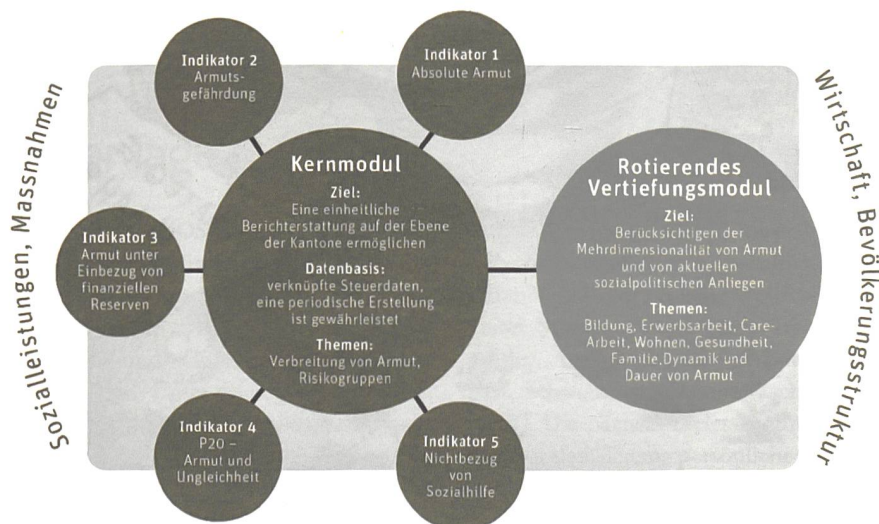 Sozialleistungen, Massnahmen
Indikator 2
Armuts-
gefährdung
Indikator 1
Absolute Armut
Indikator 3
Armut unter
Einbezug von
finanziellen
Reserven
Kernmodul
Ziel:
Eine einheitliche
Berichterstattung auf der Ebene
der Kantone ermöglichen
Datenbasis:
verknüpfte Steuerdaten,
eine periodische Erstellung
ist gewährleistet
Themen:
Verbreitung von Armut,
Risikogruppen
Indikator 4
P20 –
Armut und
Ungleichheit
Indikator 5
Nichtbezug
von
Sozialhilfe
Rotierendes
Vertiefungsmodul
Ziel:
Berücksichtigen der
Mehrdimensionalität von Armut
und von aktuellen
sozialpolitischen Anliegen
Themen:
Bildung, Erwerbsarbeit, Care-
Arbeit, Wohnen, Gesundheit,
Familie,Dynamik und
Dauer von Armut
Wirtschaft, Bevölkerungsstruktur